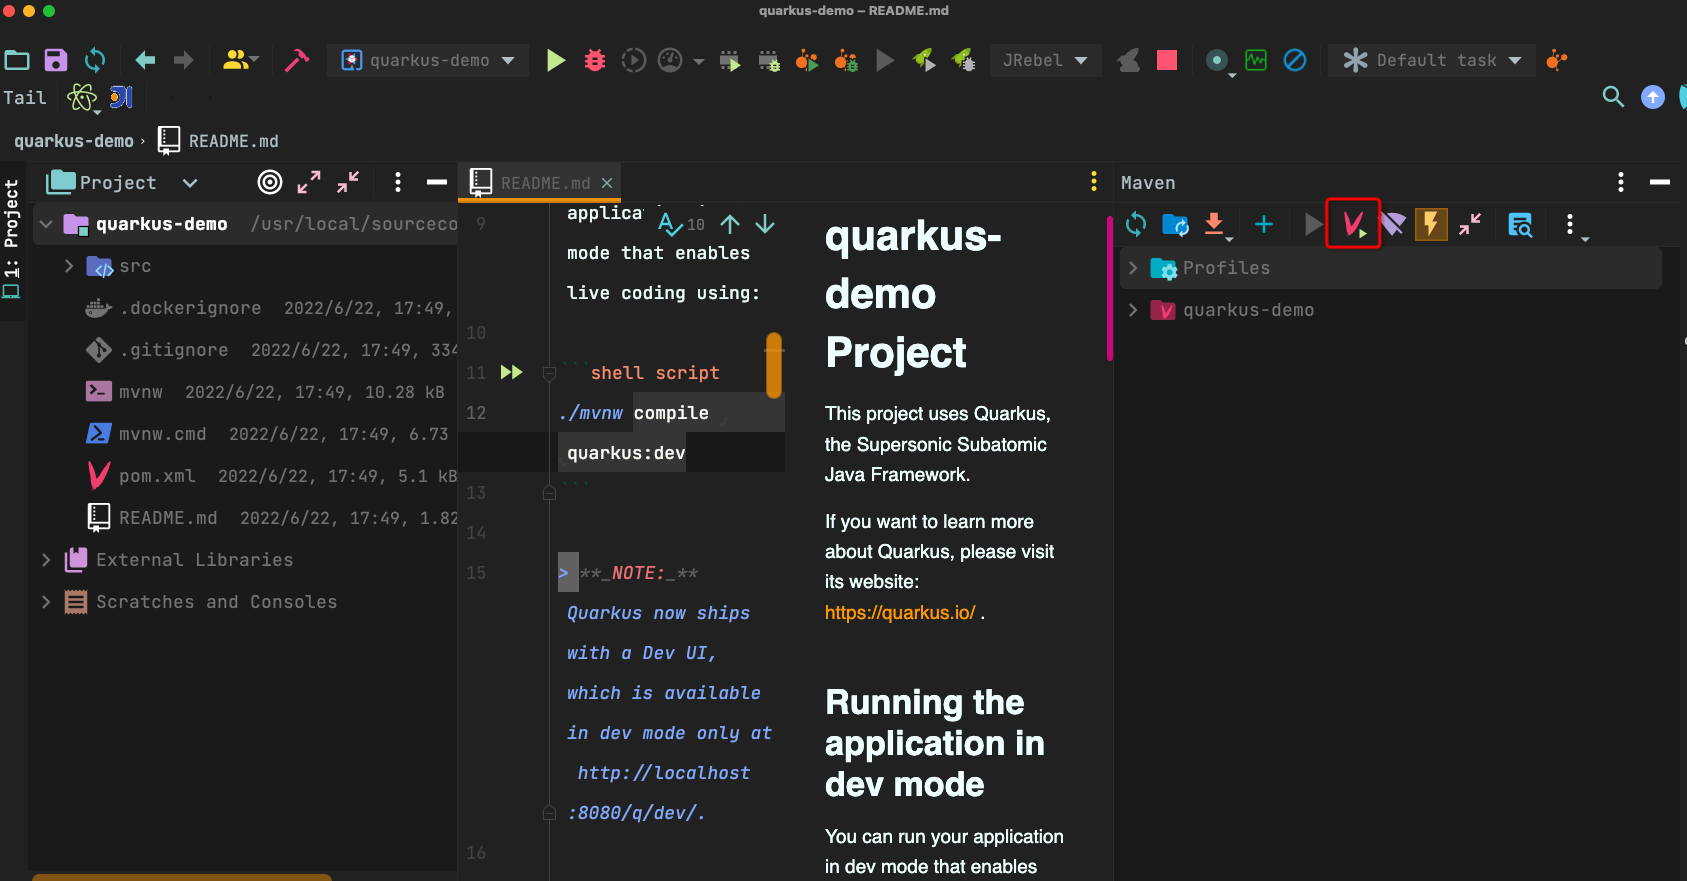 quarkus-demo – README.md
quarkus-demo
JRebel
Default task
Tail
quarkus-demo › README.md
1: Project
Project
quarkus-demo /usr/local/sourceco
src
.dockerignore 2022/6/22, 17:49,
.gitignore 2022/6/22, 17:49, 334
mvnw 2022/6/22, 17:49, 10.28 kB
mvnw.cmd 2022/6/22, 17:49, 6.73
pom.xml 2022/6/22, 17:49, 5.1 kB
README.md 2022/6/22, 17:49, 1.82
External Libraries
Scratches and Consoles
README.md
10
9
applica
mode that enables
live coding using:
10
11 ```shell script
12 ./mvnw compile
quarkus:dev
13 ```
14
15 > **_NOTE:_**
Quarkus now ships
with a Dev UI,
which is available
in dev mode only at
http://localhost
:8080/q/dev/.
16
quarkus-
demo
Project
This project uses Quarkus,
the Supersonic Subatomic
Java Framework.
If you want to learn more
about Quarkus, please visit
its website:
https://quarkus.io/ .
Running the
application in
dev mode
You can run your application
in dev mode that enables
Maven
Profiles
quarkus-demo